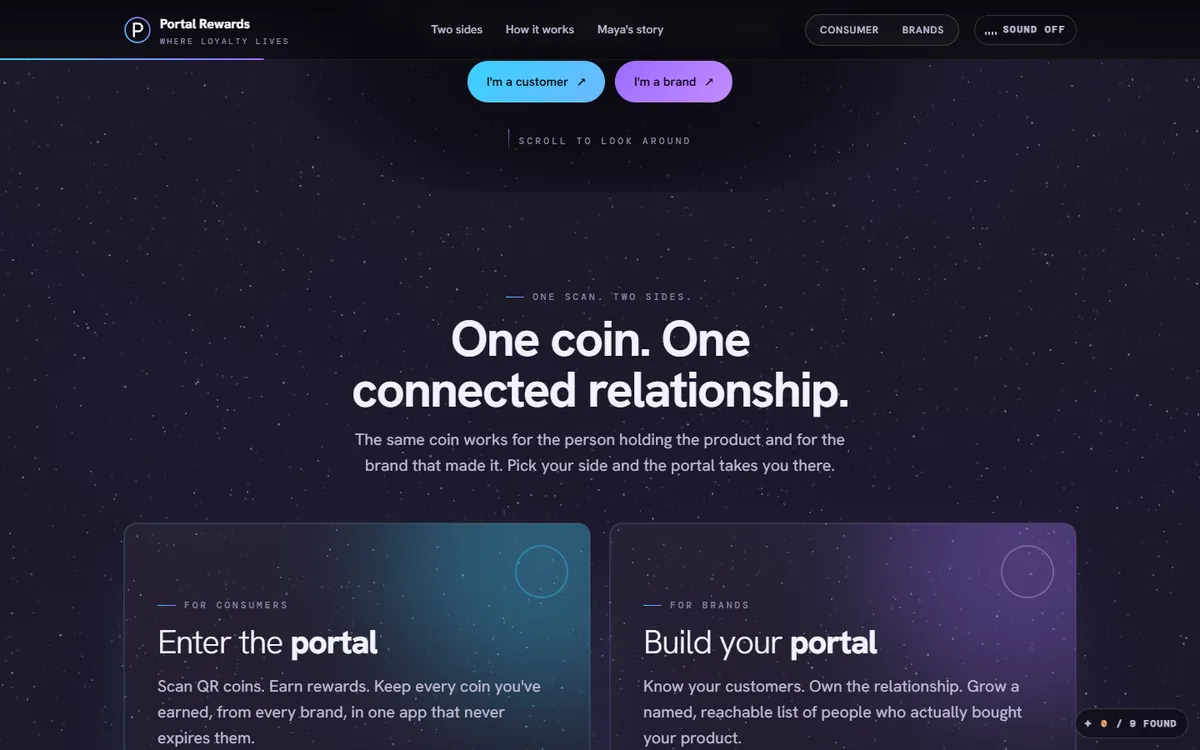 Portal Rewards
WHERE LOYALTY LIVES
Two sides
How it works
Maya's story
CONSUMER
BRANDS
SOUND OFF
I'm a customer ↗
I'm a brand ↗
SCROLL TO LOOK AROUND
ONE SCAN. TWO SIDES.
One coin. One
connected relationship.
The same coin works for the person holding the product and for the
brand that made it. Pick your side and the portal takes you there.
FOR CONSUMERS
Enter the portal
Scan QR coins. Earn rewards. Keep every coin you've
earned, from every brand, in one app that never
expires them.
FOR BRANDS
Build your portal
Know your customers. Own the relationship. Grow a
named, reachable list of people who actually bought
your product.
✦ 0 / 9 FOUND